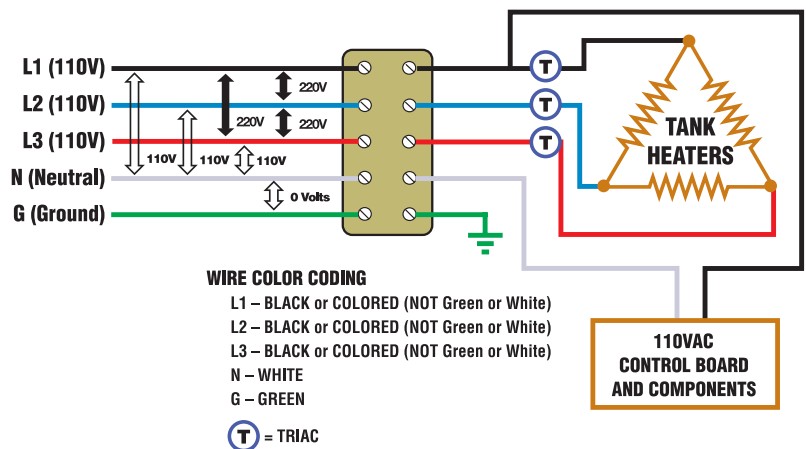 L1 (110V)
L2 (110V)
L3 (110V)
N (Neutral)
G (Ground)
220V
220V
220V
110V
110V
110V
0 Volts
T
T
T
TANK
HEATERS
110VAC
CONTROL BOARD
AND COMPONENTS
WIRE COLOR CODING
L1 – BLACK or COLORED (NOT Green or White)
L2 – BLACK or COLORED (NOT Green or White)
L3 – BLACK or COLORED (NOT Green or White)
N – WHITE
G – GREEN
T = TRIAC